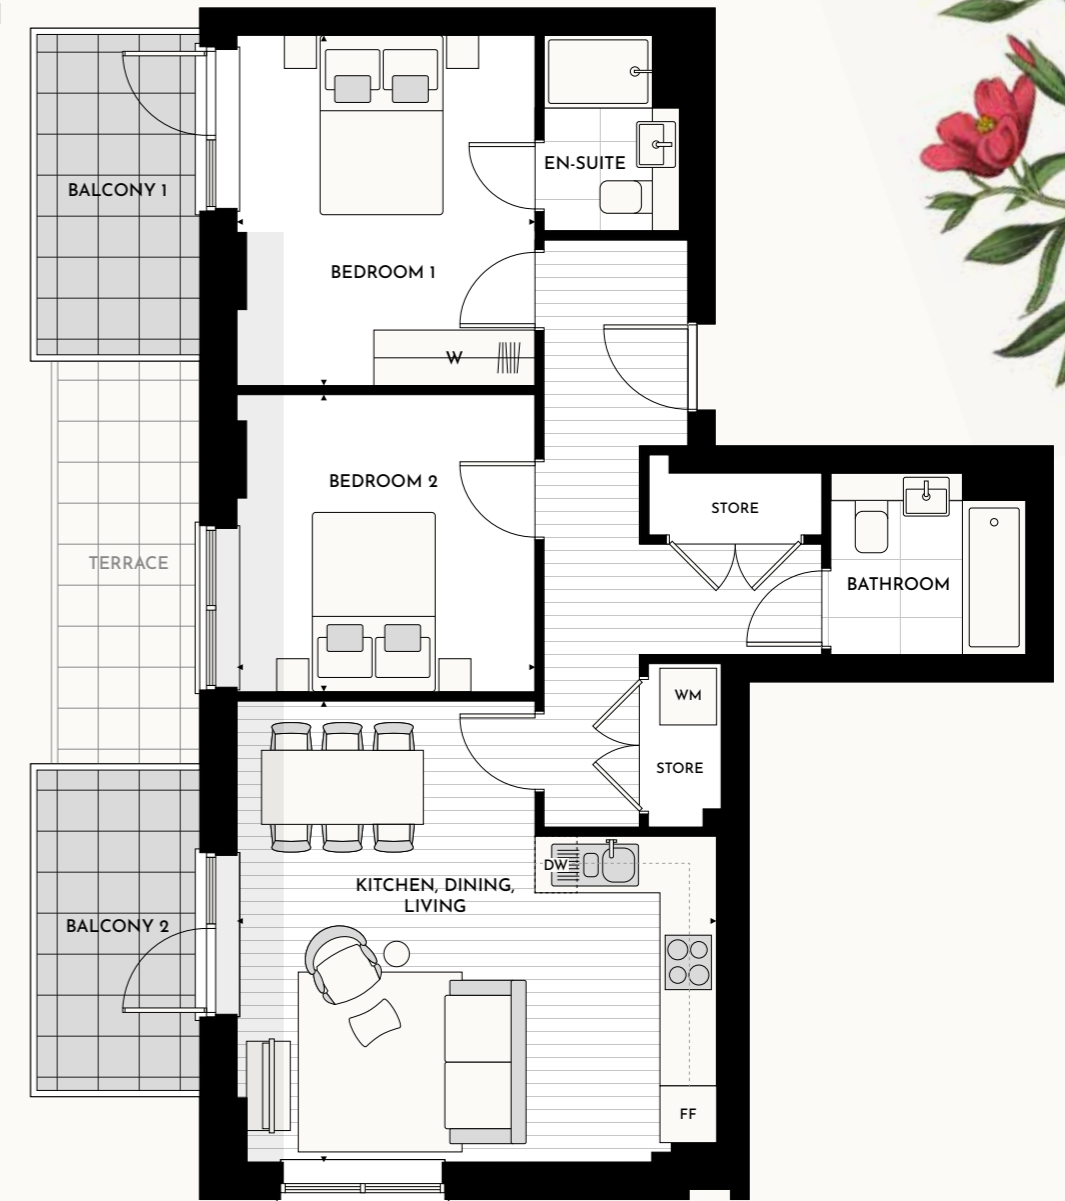 EN-SUITE
BALCONY 1
BEDROOM 1
W
BEDROOM 2
STORE
TERRACE
BATHROOM
WM
STORE
DW
KITCHEN, DINING,
LIVING
BALCONY 2
FF